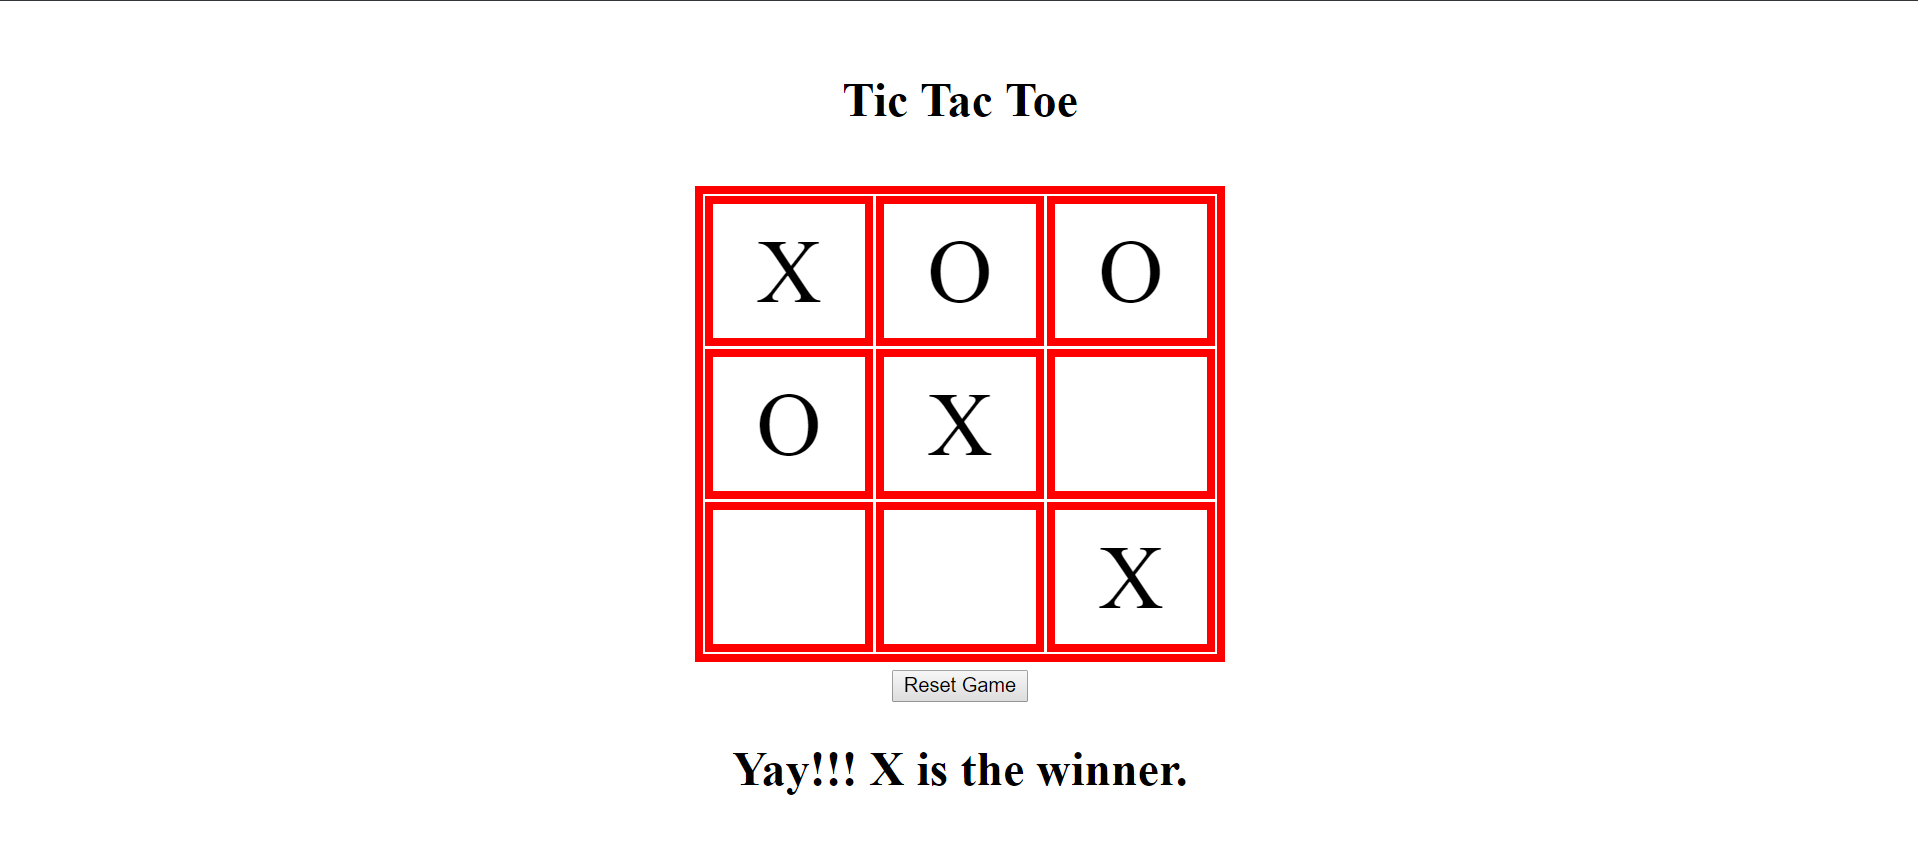 Tic Tac Toe
X O O
O X
X
Reset Game
Yay!!! X is the winner.